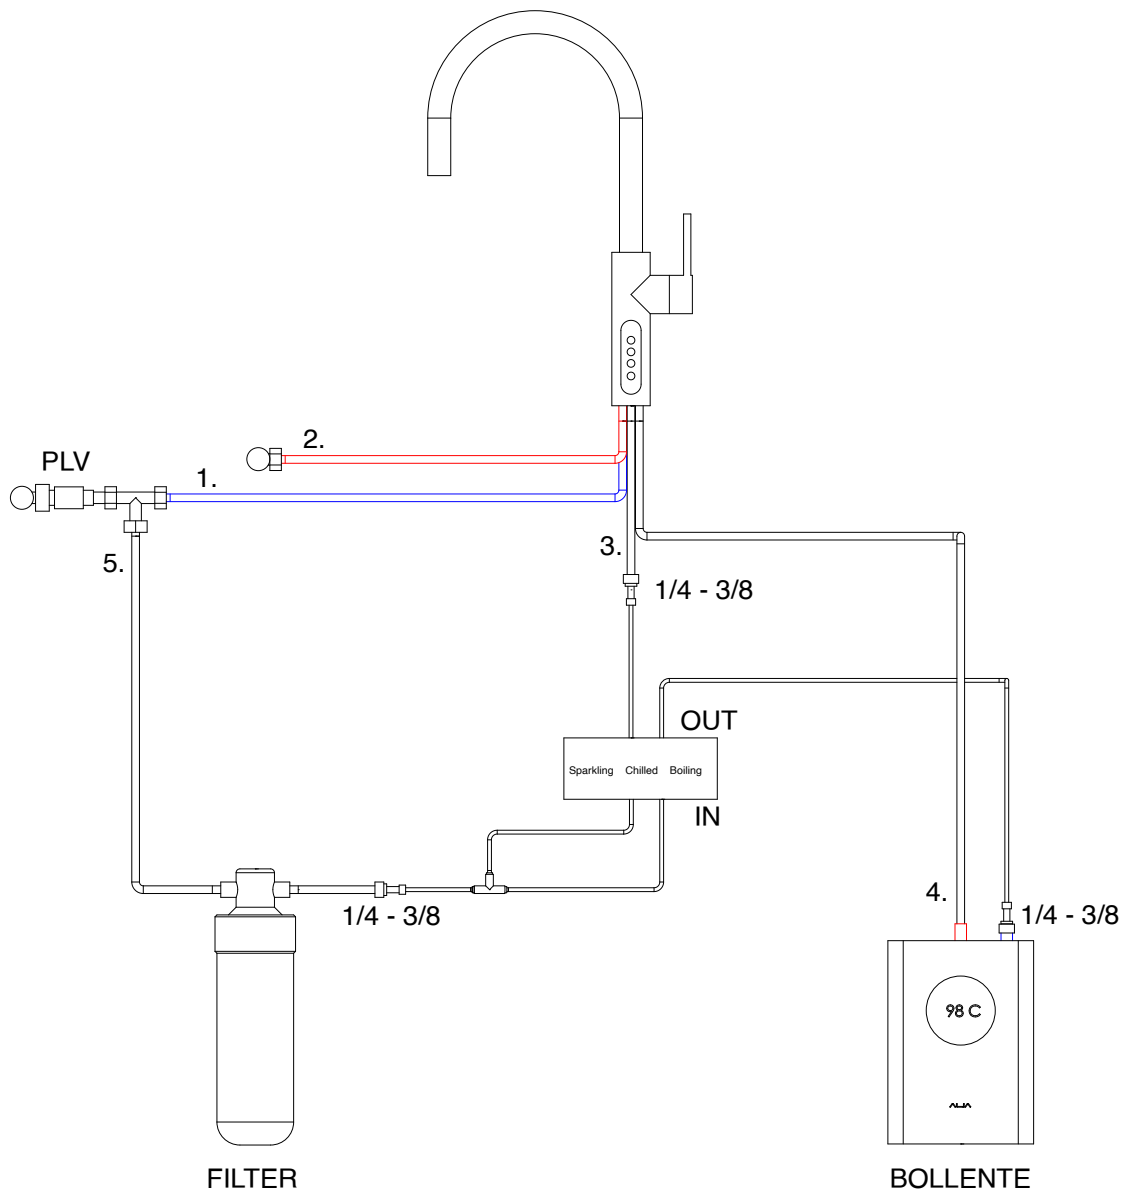 2.
PLV
1.
3.
5.
1/4 - 3/8
OUT
Sparkling Chilled Boiling
IN
4.
1/4 - 3/8
1/4 - 3/8
98 C
FILTER
BOLLENTE